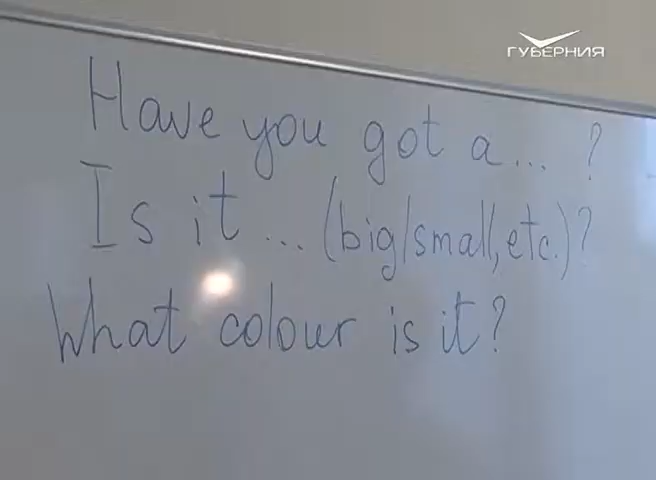 ГУБЕРНИЯ
Have you got a... ?
Is it ... (big/small, etc.)?
What colour is it?